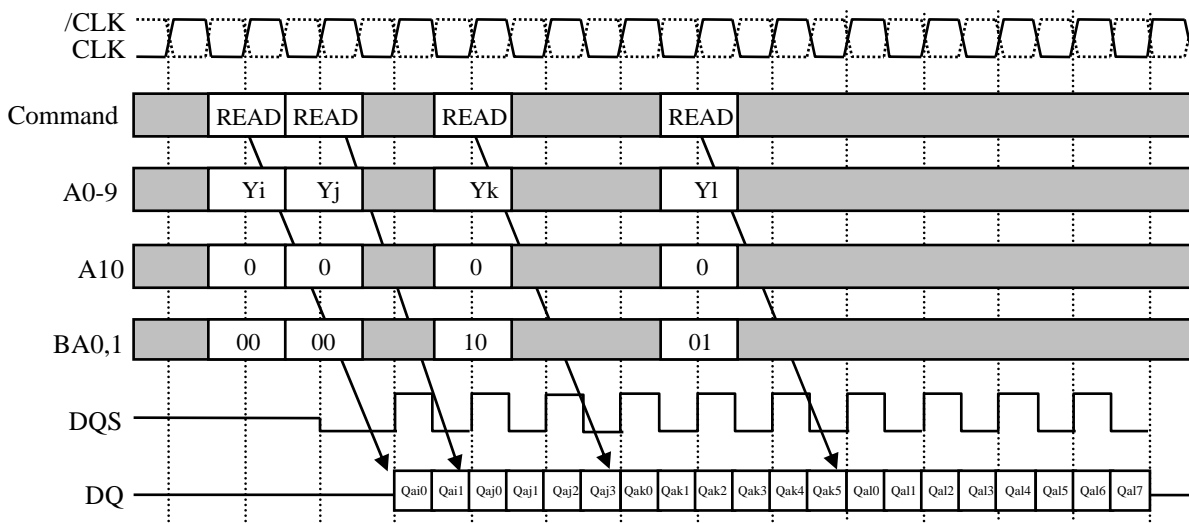 /CLK
CLK
Command READ READ READ READ
A0-9 Yi Yj Yk Yl
A10 0 0 0 0
BA0,1 00 00 10 01
DQS
DQ Qai0 Qai1 Qaj0 Qaj1 Qaj2 Qaj3 Qak0 Qak1 Qak2 Qak3 Qak4 Qak5 Qal0 Qal1 Qal2 Qal3 Qal4 Qal5 Qal6 Qal7